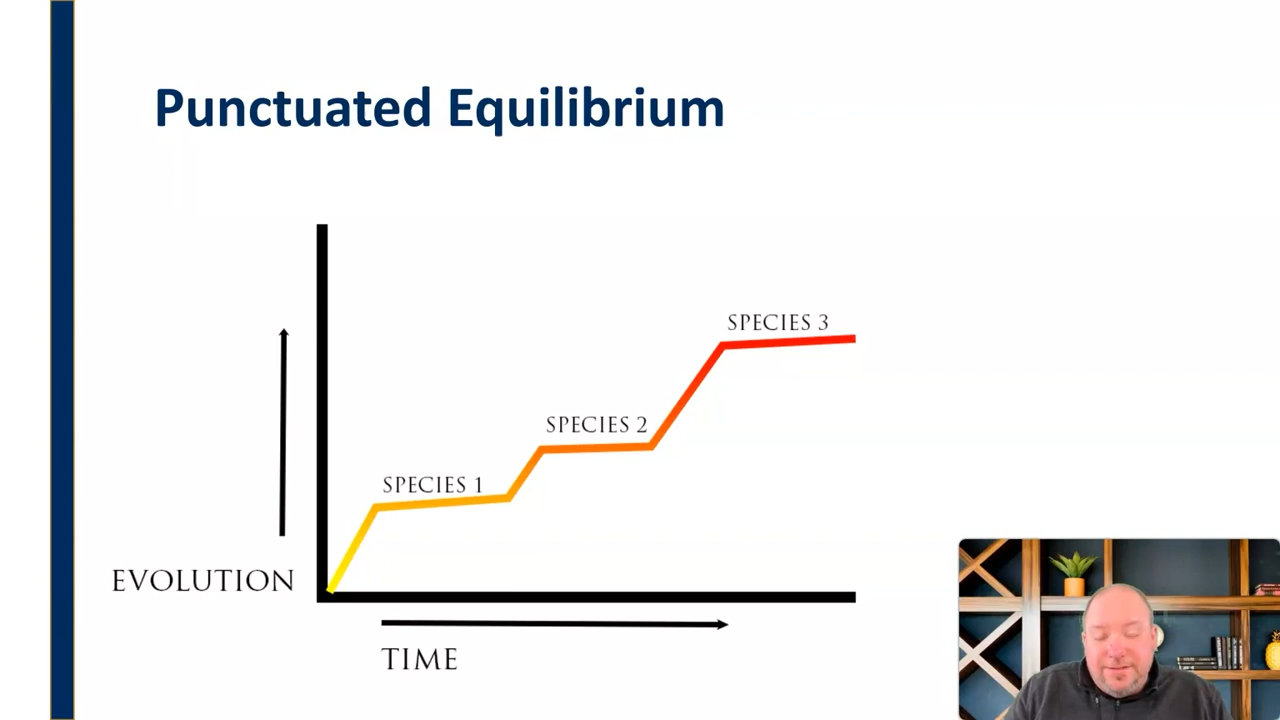 Punctuated Equilibrium
SPECIES 3
SPECIES 2
SPECIES 1
EVOLUTION
TIME